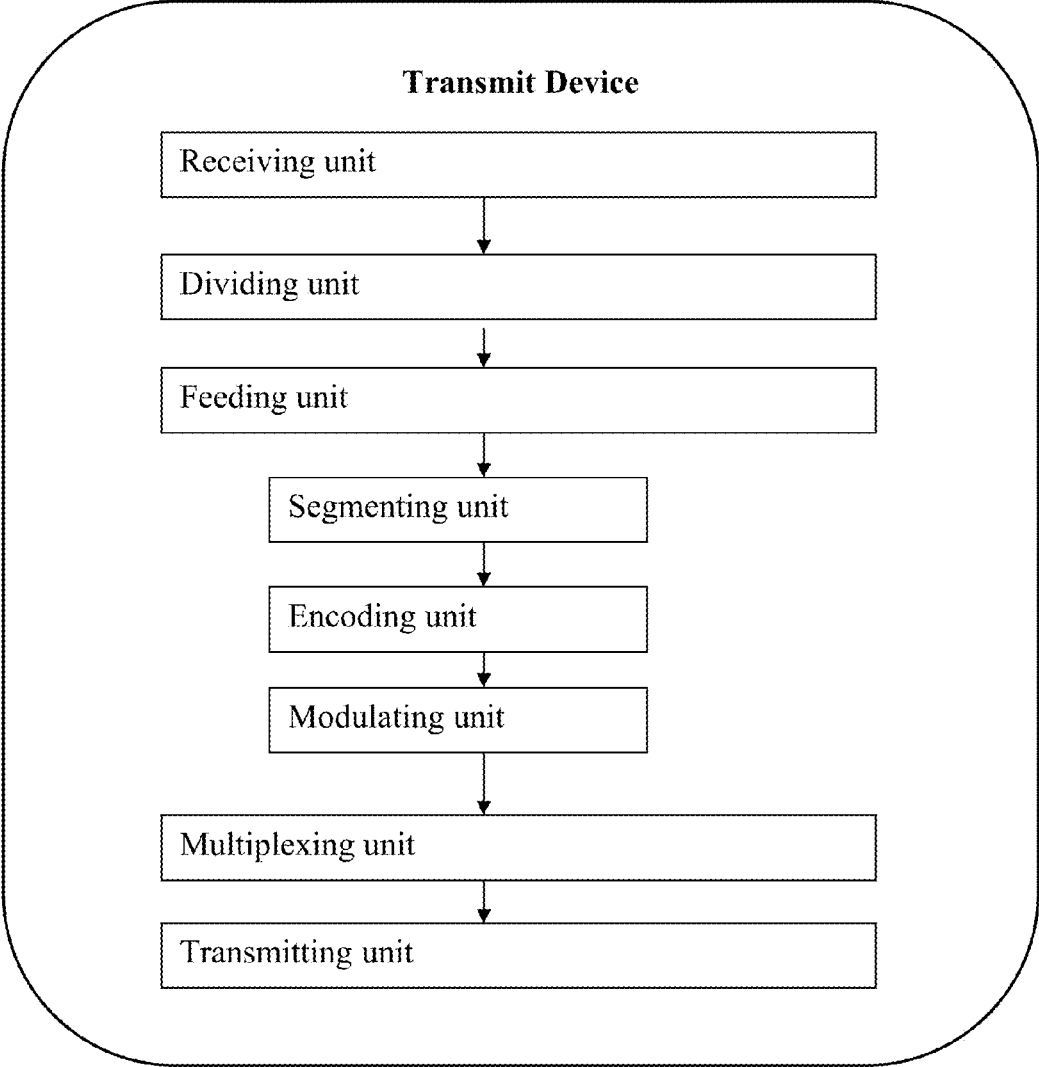 Transmit Device
Receiving unit
Dividing unit
Feeding unit
Segmenting unit
Encoding unit
Modulating unit
Multiplexing unit
Transmitting unit